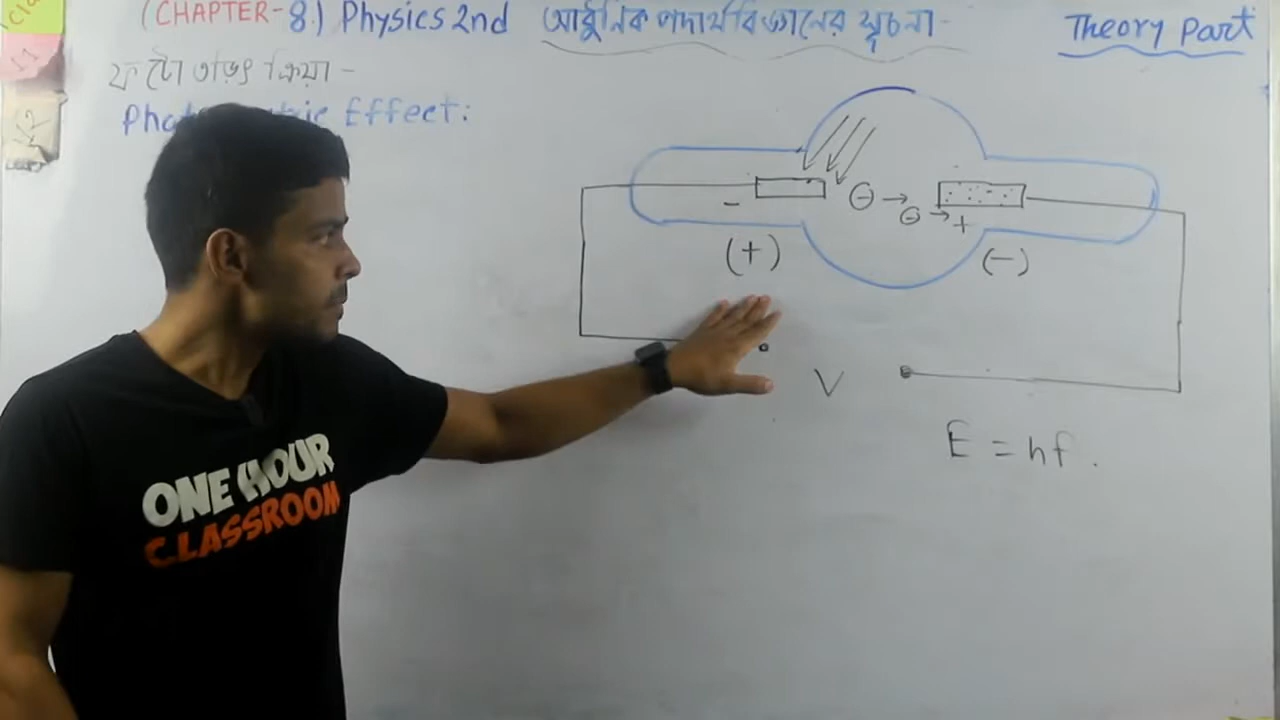 (CHAPTER-8.) Physics 2nd আধুনিক পদার্থবিজ্ঞানের সূচনা- Theory Part
ফটো তড়িৎ ক্রিয়া -
Effect:
-
(+)
⊖ →
⊖ → +
(-)
V
E = hf.
ONE HOUR
CLASSROOM